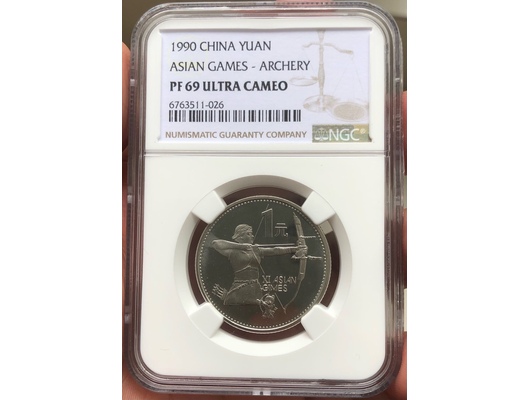 1990 CHINA YUAN
ASIAN GAMES - ARCHERY
PF 69 ULTRA CAMEO
6763511-026
NUMISMATIC GUARANTY COMPANY
NGC
1元
XI ASIAN
GAMES